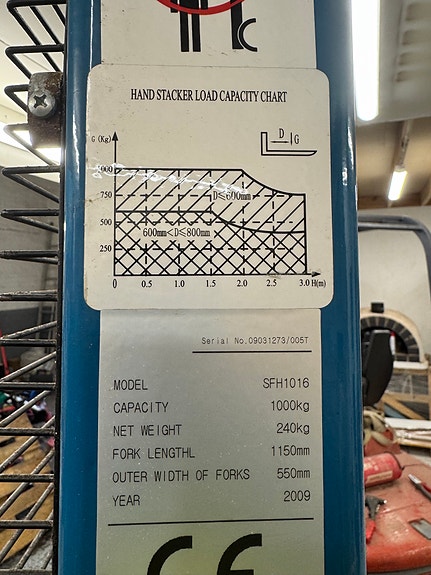 C
HAND STACKER LOAD CAPACITY CHART
G (Kg)
D
G
1000
D≤600mm
750
500
600mm<D≤800mm
250
0 0.5 1.0 1.5 2.0 2.5 3.0 H(m)
Serial No.09031273/005T
MODEL SFH1016
CAPACITY 1000kg
NET WEIGHT 240kg
FORK LENGTHL 1150mm
OUTER WIDTH OF FORKS 550mm
YEAR 2009
CE